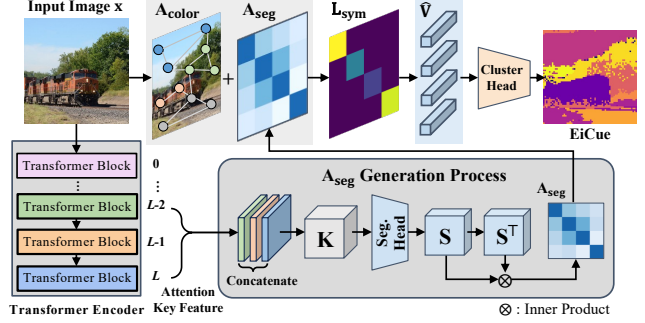 Input Image x
A_color
A_seg
L_sym
V̂
+
Cluster
Head
EiCue
Transformer Block
0
⋮
⋮
Transformer Block
L-2
Transformer Block
L-1
Transformer Block
L
Transformer Encoder
Attention
Key Feature
A_seg Generation Process
Concatenate
K
Seg.
Head
S
S^⊤
A_seg
⊗
⊗ : Inner Product